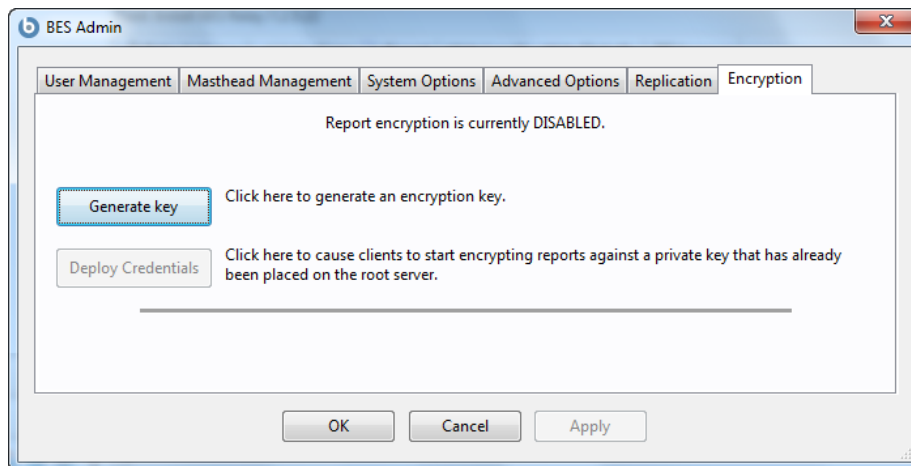 BES Admin
User Management Masthead Management System Options Advanced Options Replication Encryption
Report encryption is currently DISABLED.
Generate key
Click here to generate an encryption key.
Deploy Credentials
Click here to cause clients to start encrypting reports against a private key that has already
been placed on the root server.
OK Cancel Apply